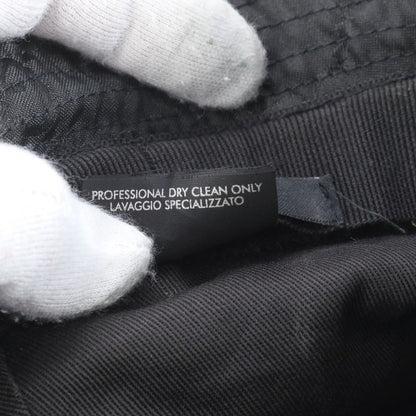 PROFESSIONAL DRY CLEAN ONLY
LAVAGGIO SPECIALIZZATO